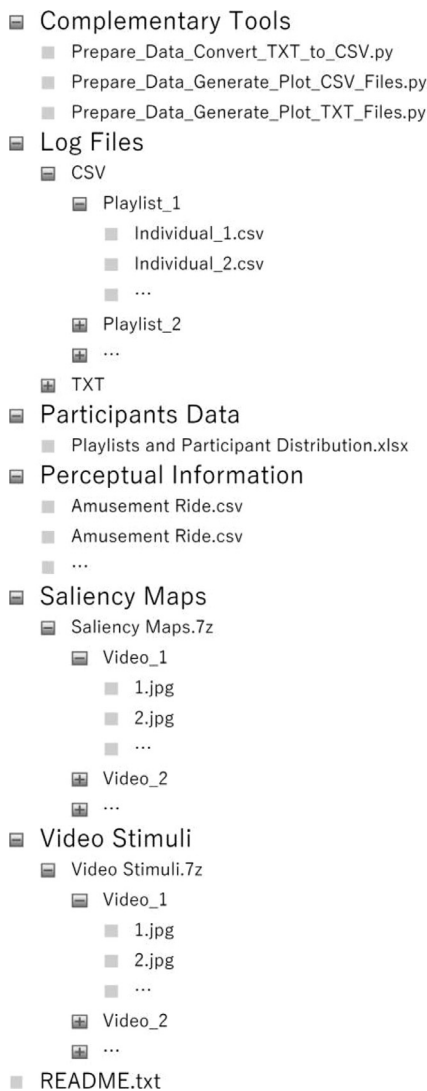 Complementary Tools
Prepare_Data_Convert_TXT_to_CSV.py
Prepare_Data_Generate_Plot_CSV_Files.py
Prepare_Data_Generate_Plot_TXT_Files.py
Log Files
CSV
Playlist_1
Individual_1.csv
Individual_2.csv
…
Playlist_2
…
TXT
Participants Data
Playlists and Participant Distribution.xlsx
Perceptual Information
Amusement Ride.csv
Amusement Ride.csv
…
Saliency Maps
Saliency Maps.7z
Video_1
1.jpg
2.jpg
…
Video_2
…
Video Stimuli
Video Stimuli.7z
Video_1
1.jpg
2.jpg
…
Video_2
…
README.txt